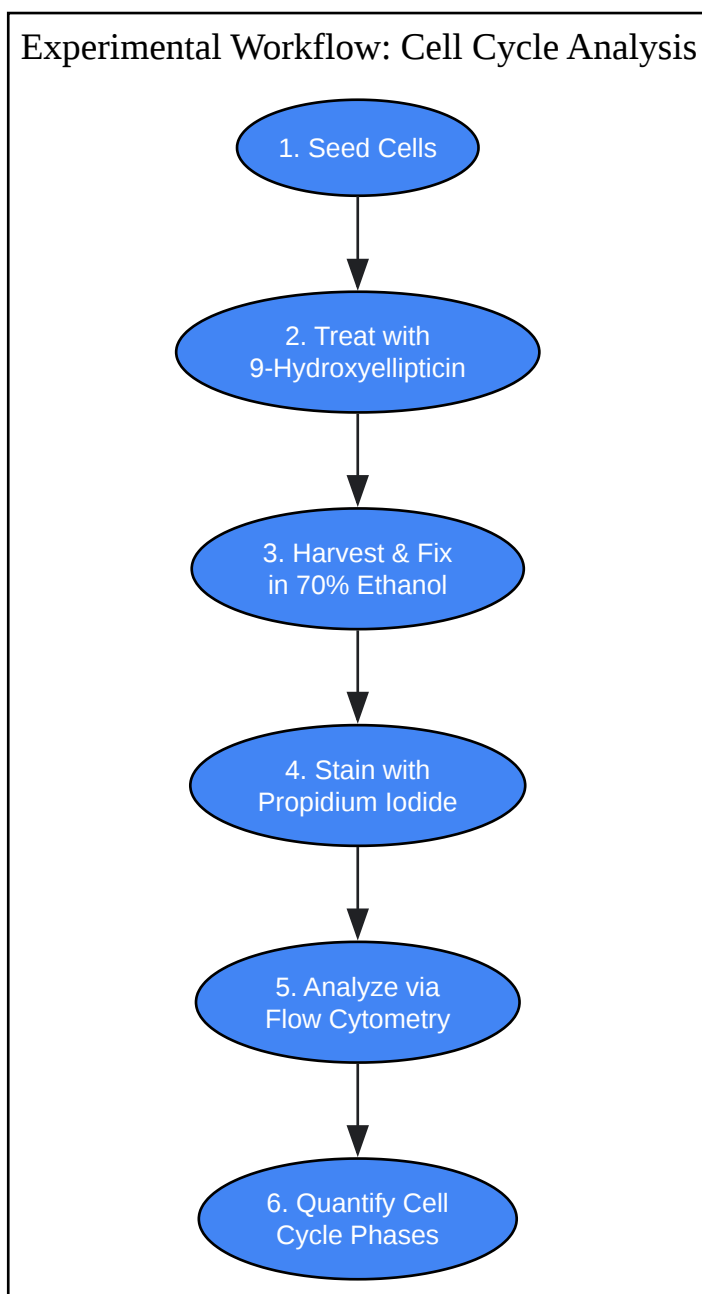 Experimental Workflow: Cell Cycle Analysis
1. Seed Cells
2. Treat with
9-Hydroxyellipticin
3. Harvest & Fix
in 70% Ethanol
4. Stain with
Propidium Iodide
5. Analyze via
Flow Cytometry
6. Quantify Cell
Cycle Phases